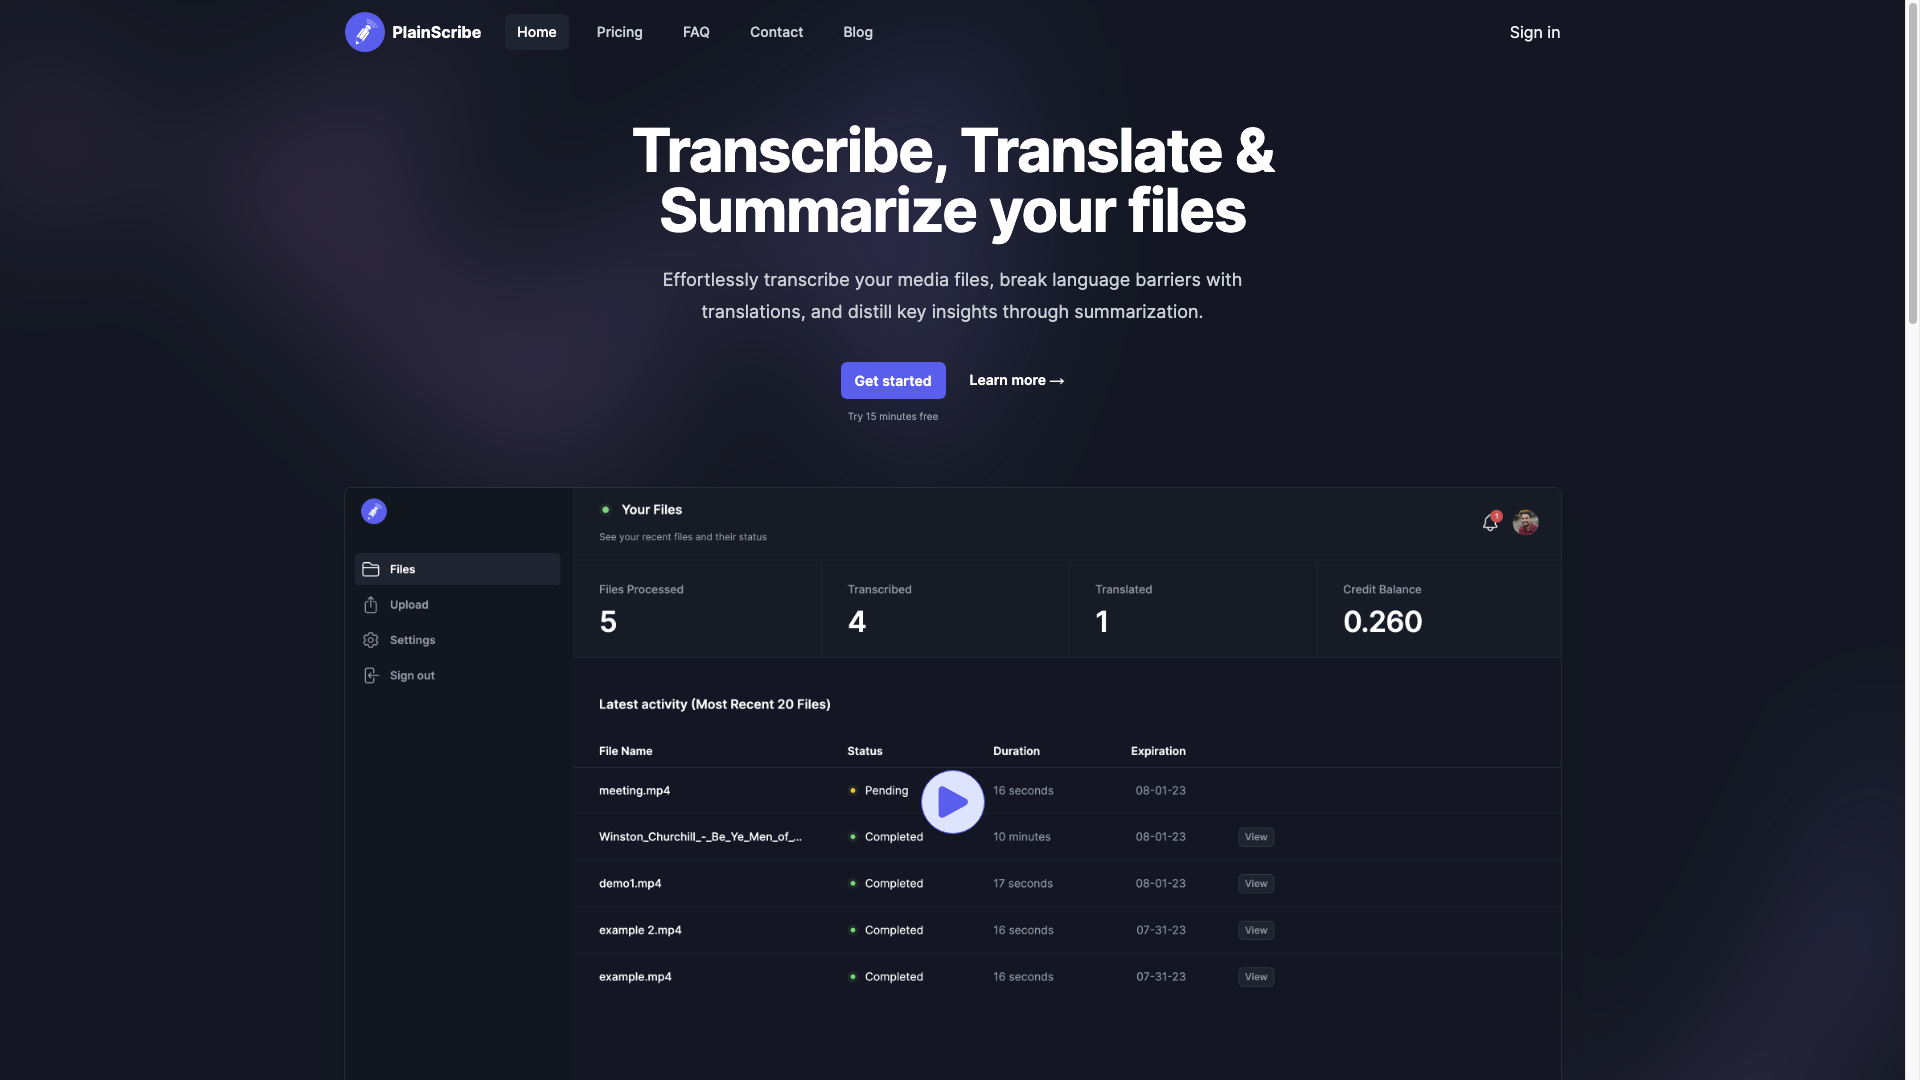 PlainScribe
Home
Pricing
FAQ
Contact
Blog
Sign in
Transcribe, Translate &
Summarize your files
Effortlessly transcribe your media files, break language barriers with
translations, and distill key insights through summarization.
Get started
Learn more →
Try 15 minutes free
Your Files
See your recent files and their status
1
Files
Upload
Settings
Sign out
Files Processed
5
Transcribed
4
Translated
1
Credit Balance
0.260
Latest activity (Most Recent 20 Files)
File Name Status Duration Expiration
meeting.mp4 Pending 16 seconds 08-01-23
Winston_Churchill_-_Be_Ye_Men_of_... Completed 10 minutes 08-01-23 View
demo1.mp4 Completed 17 seconds 08-01-23 View
example 2.mp4 Completed 16 seconds 07-31-23 View
example.mp4 Completed 16 seconds 07-31-23 View